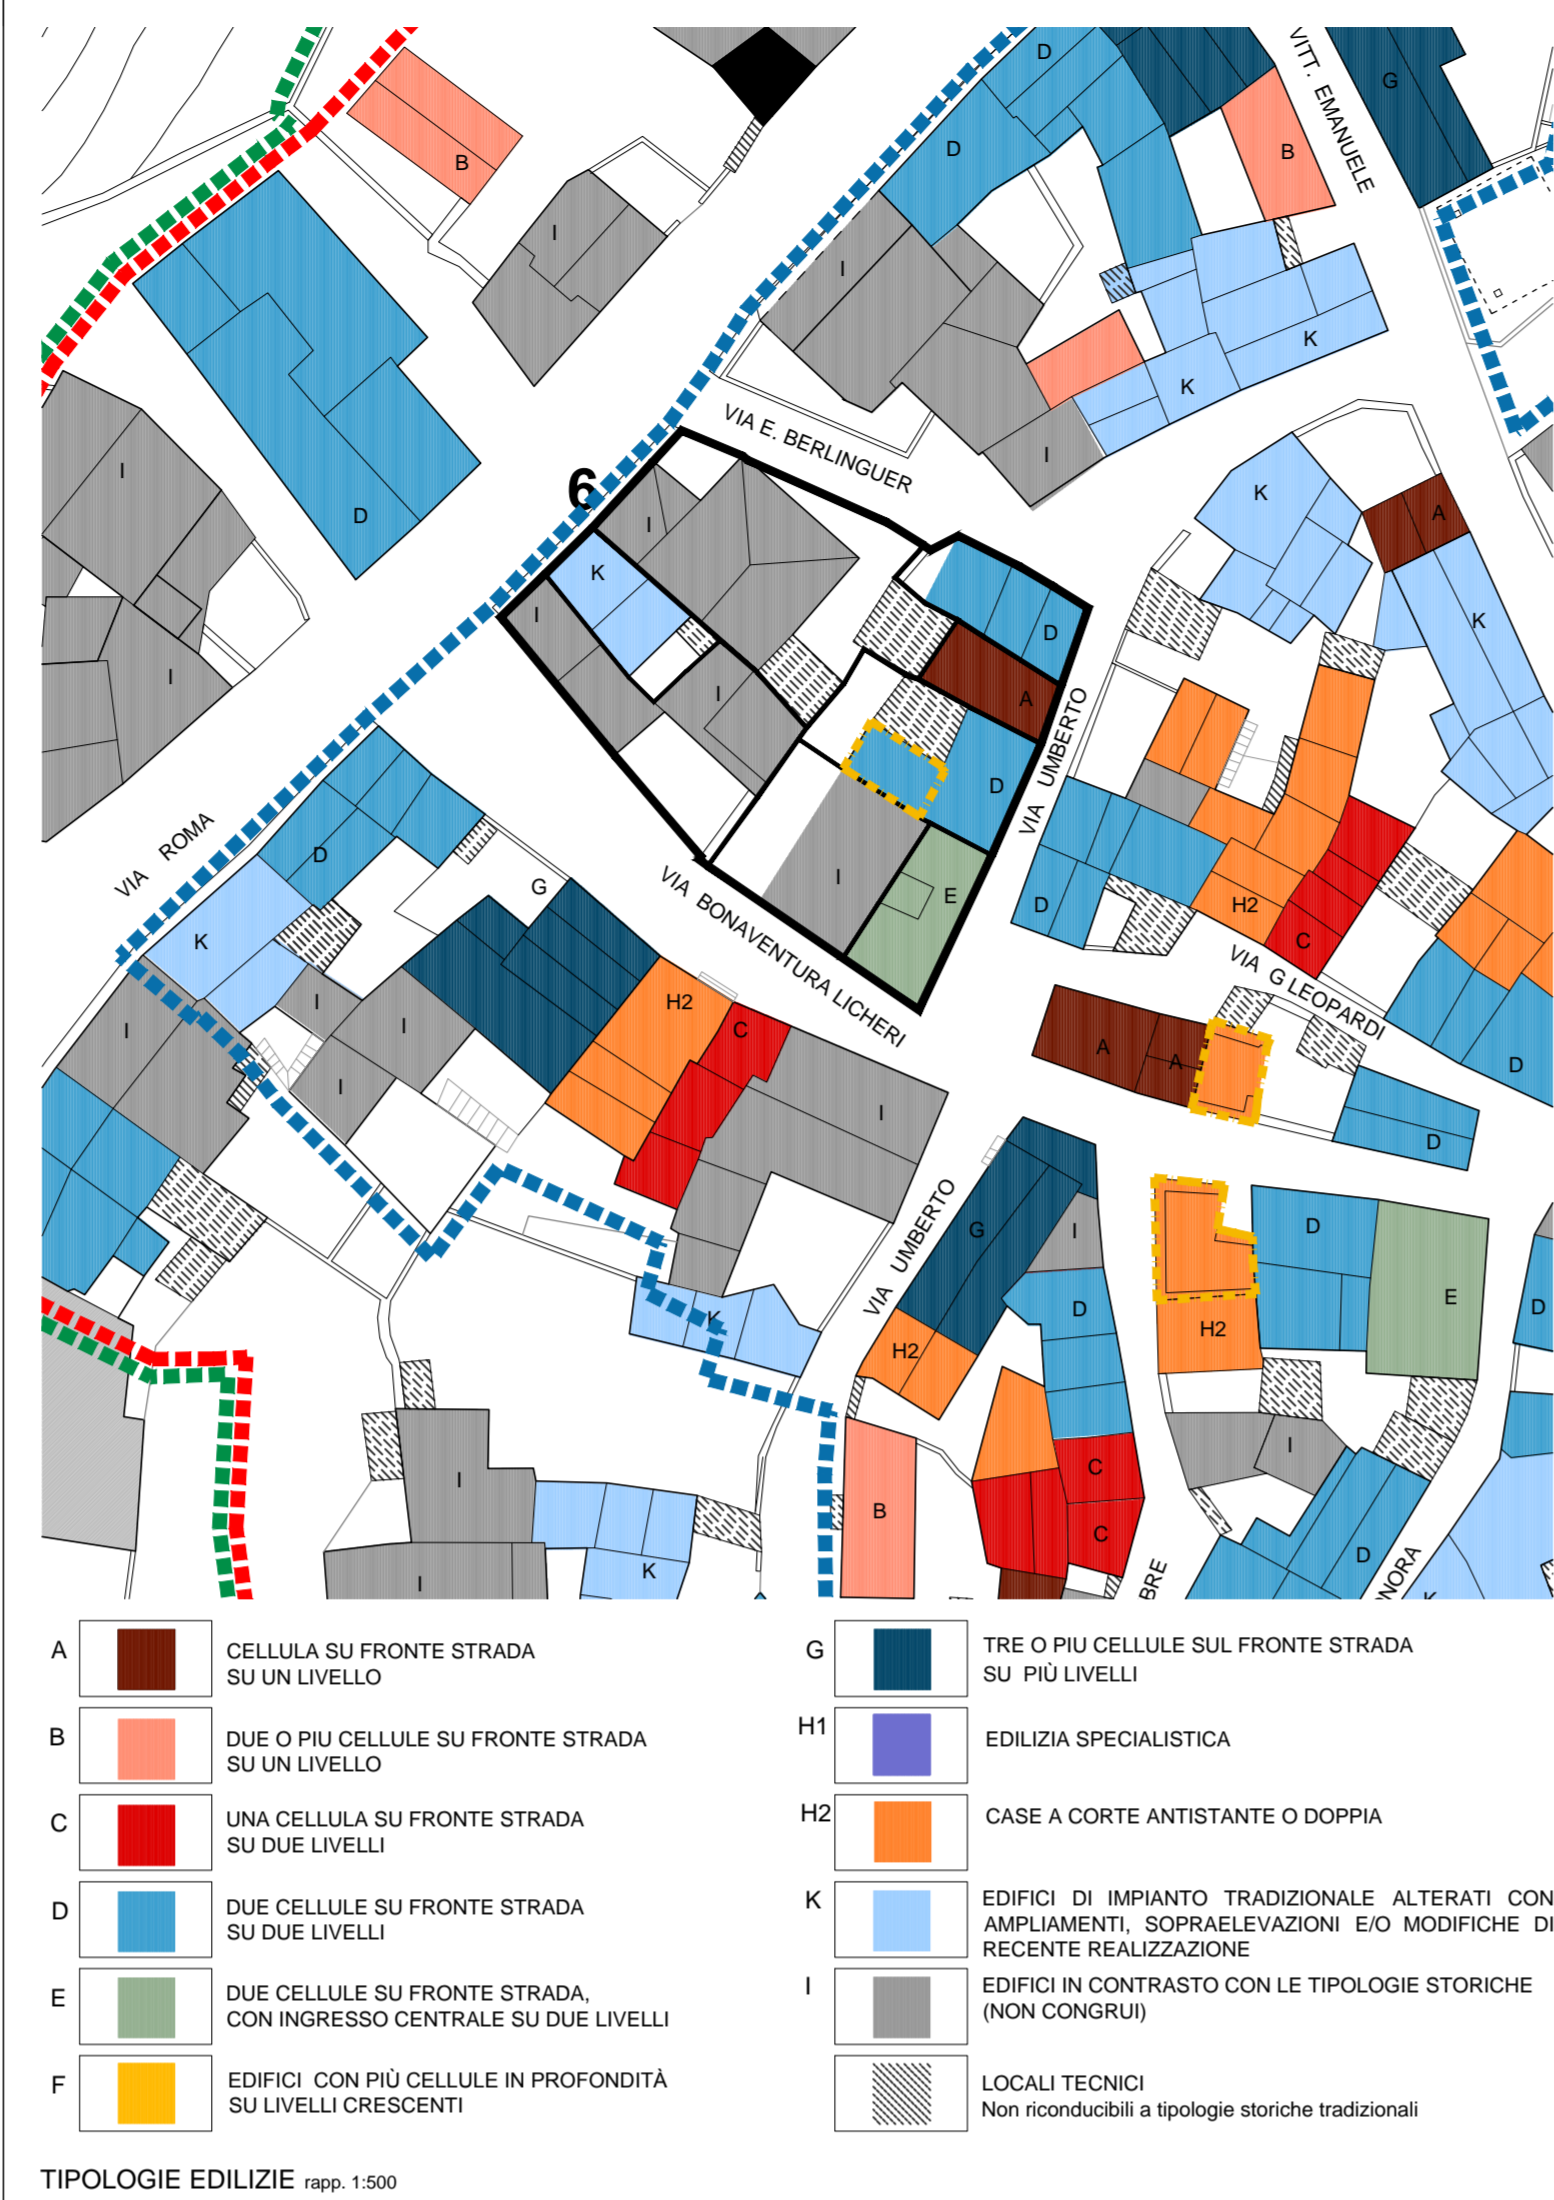 D
VITT. EMANUELE
G
B
D
B
I
I
VIA E. BERLINGUER
K
K
I
I
D
6
I
K
A
K
K
I
D
I
I
A
VIA UMBERTO
D
VIA ROMA
D
G
I
E
VIA BONAVENTURA LICHERI
D
H2
C
VIA G LEOPARDI
K
I
I
H2
C
I
I
I
A
A
D
D
VIA UMBERTO
G
I
D
D
E
D
K
H2
H2
I
I
C
B
C
D
K
I
BRE
NORA
K
A
CELLULA SU FRONTE STRADA
SU UN LIVELLO
B
DUE O PIU CELLULE SU FRONTE STRADA
SU UN LIVELLO
C
UNA CELLULA SU FRONTE STRADA
SU DUE LIVELLI
D
DUE CELLULE SU FRONTE STRADA
SU DUE LIVELLI
E
DUE CELLULE SU FRONTE STRADA,
CON INGRESSO CENTRALE SU DUE LIVELLI
F
EDIFICI CON PIÙ CELLULE IN PROFONDITÀ
SU LIVELLI CRESCENTI
G
TRE O PIU CELLULE SUL FRONTE STRADA
SU PIÙ LIVELLI
H1
EDILIZIA SPECIALISTICA
H2
CASE A CORTE ANTISTANTE O DOPPIA
K
EDIFICI DI IMPIANTO TRADIZIONALE ALTERATI CON
AMPLIAMENTI, SOPRAELEVAZIONI E/O MODIFICHE DI
RECENTE REALIZZAZIONE
I
EDIFICI IN CONTRASTO CON LE TIPOLOGIE STORICHE
(NON CONGRUI)
LOCALI TECNICI
Non riconducibili a tipologie storiche tradizionali
TIPOLOGIE EDILIZIE rapp. 1:500